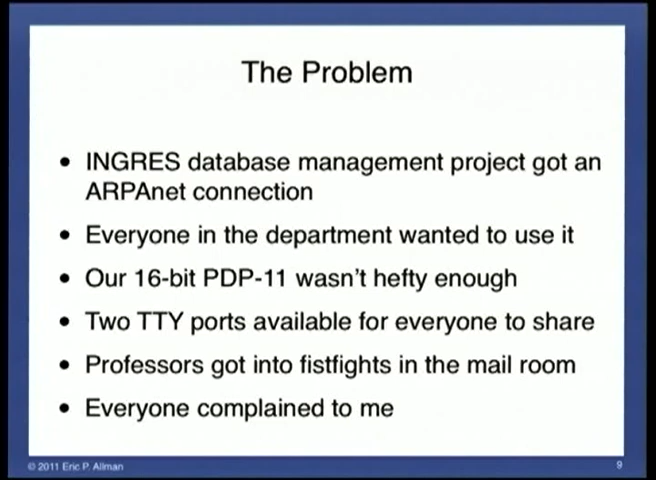 The Problem
• INGRES database management project got an
ARPAnet connection
• Everyone in the department wanted to use it
• Our 16-bit PDP-11 wasn't hefty enough
• Two TTY ports available for everyone to share
• Professors got into fistfights in the mail room
• Everyone complained to me
© 2011 Eric P. Allman
9